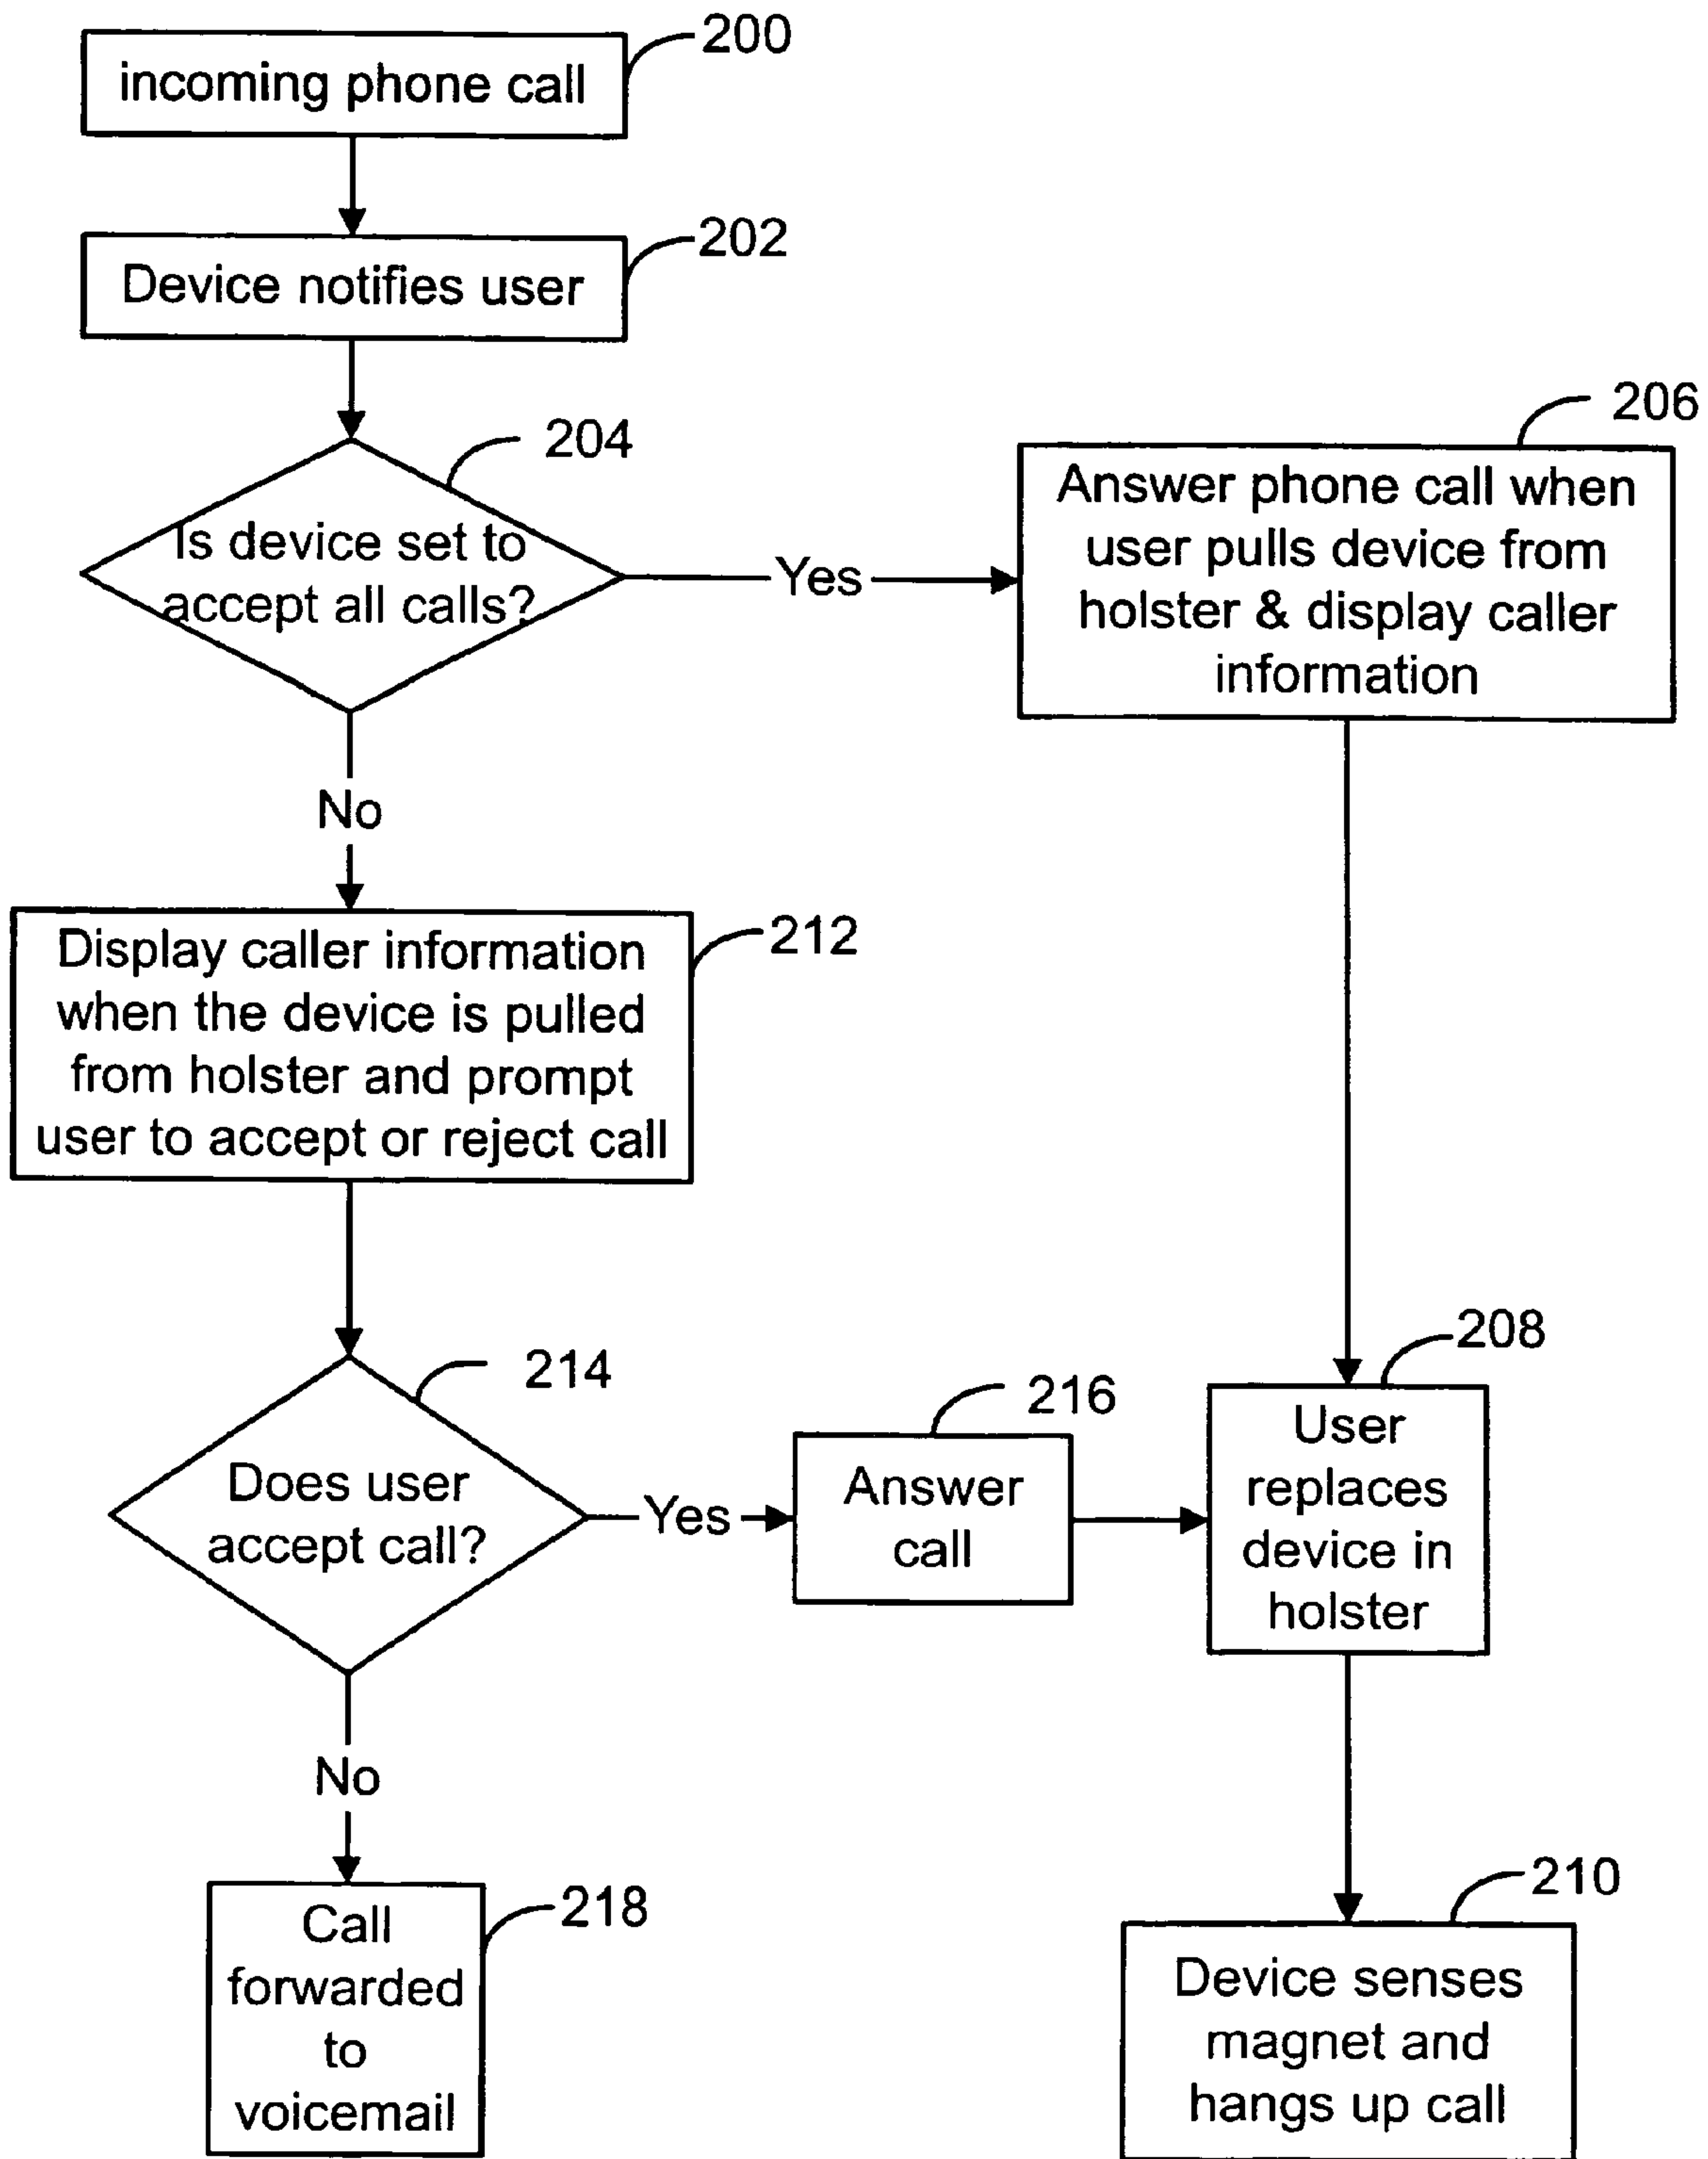 incoming phone call
200
Device notifies user
202
204
Is device set to
accept all calls?
Yes
206
Answer phone call when
user pulls device from
holster & display caller
information
No
212
Display caller information
when the device is pulled
from holster and prompt
user to accept or reject call
214
Does user
accept call?
Yes
216
Answer
call
208
User
replaces
device in
holster
No
218
Call
forwarded
to
voicemail
210
Device senses
magnet and
hangs up call